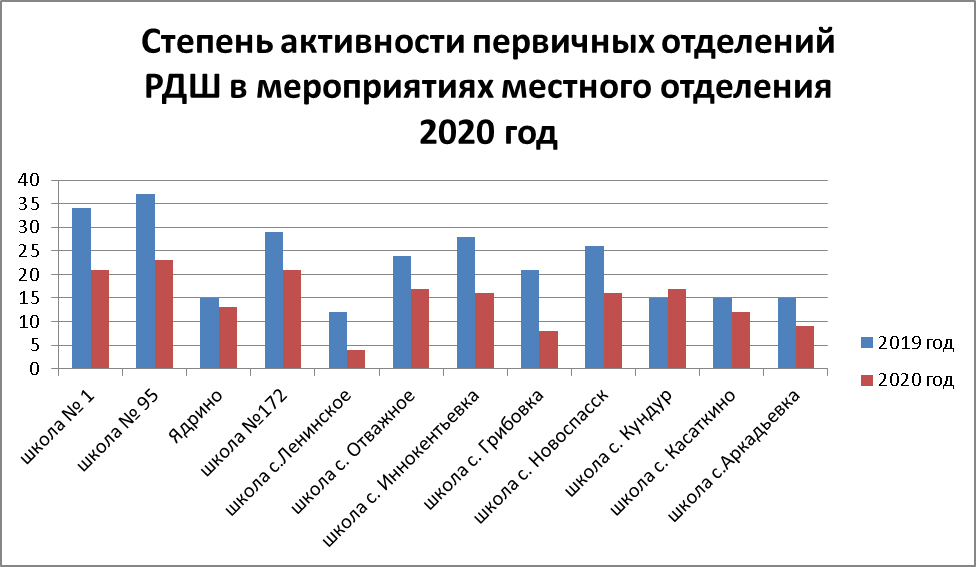 Степень активности первичных отделений
РДШ в мероприятиях местного отделения
2020 год
40
35
30
25
20
15
10
5
0
2019 год
2020 год
школа № 1
школа № 95
Ядрино
школа №172
школа с.Ленинское
школа с. Отважное
школа с. Иннокентьевка
школа с. Грибовка
школа с. Новоспасск
школа с. Кундур
школа с. Касаткино
школа с.Аркадьевка